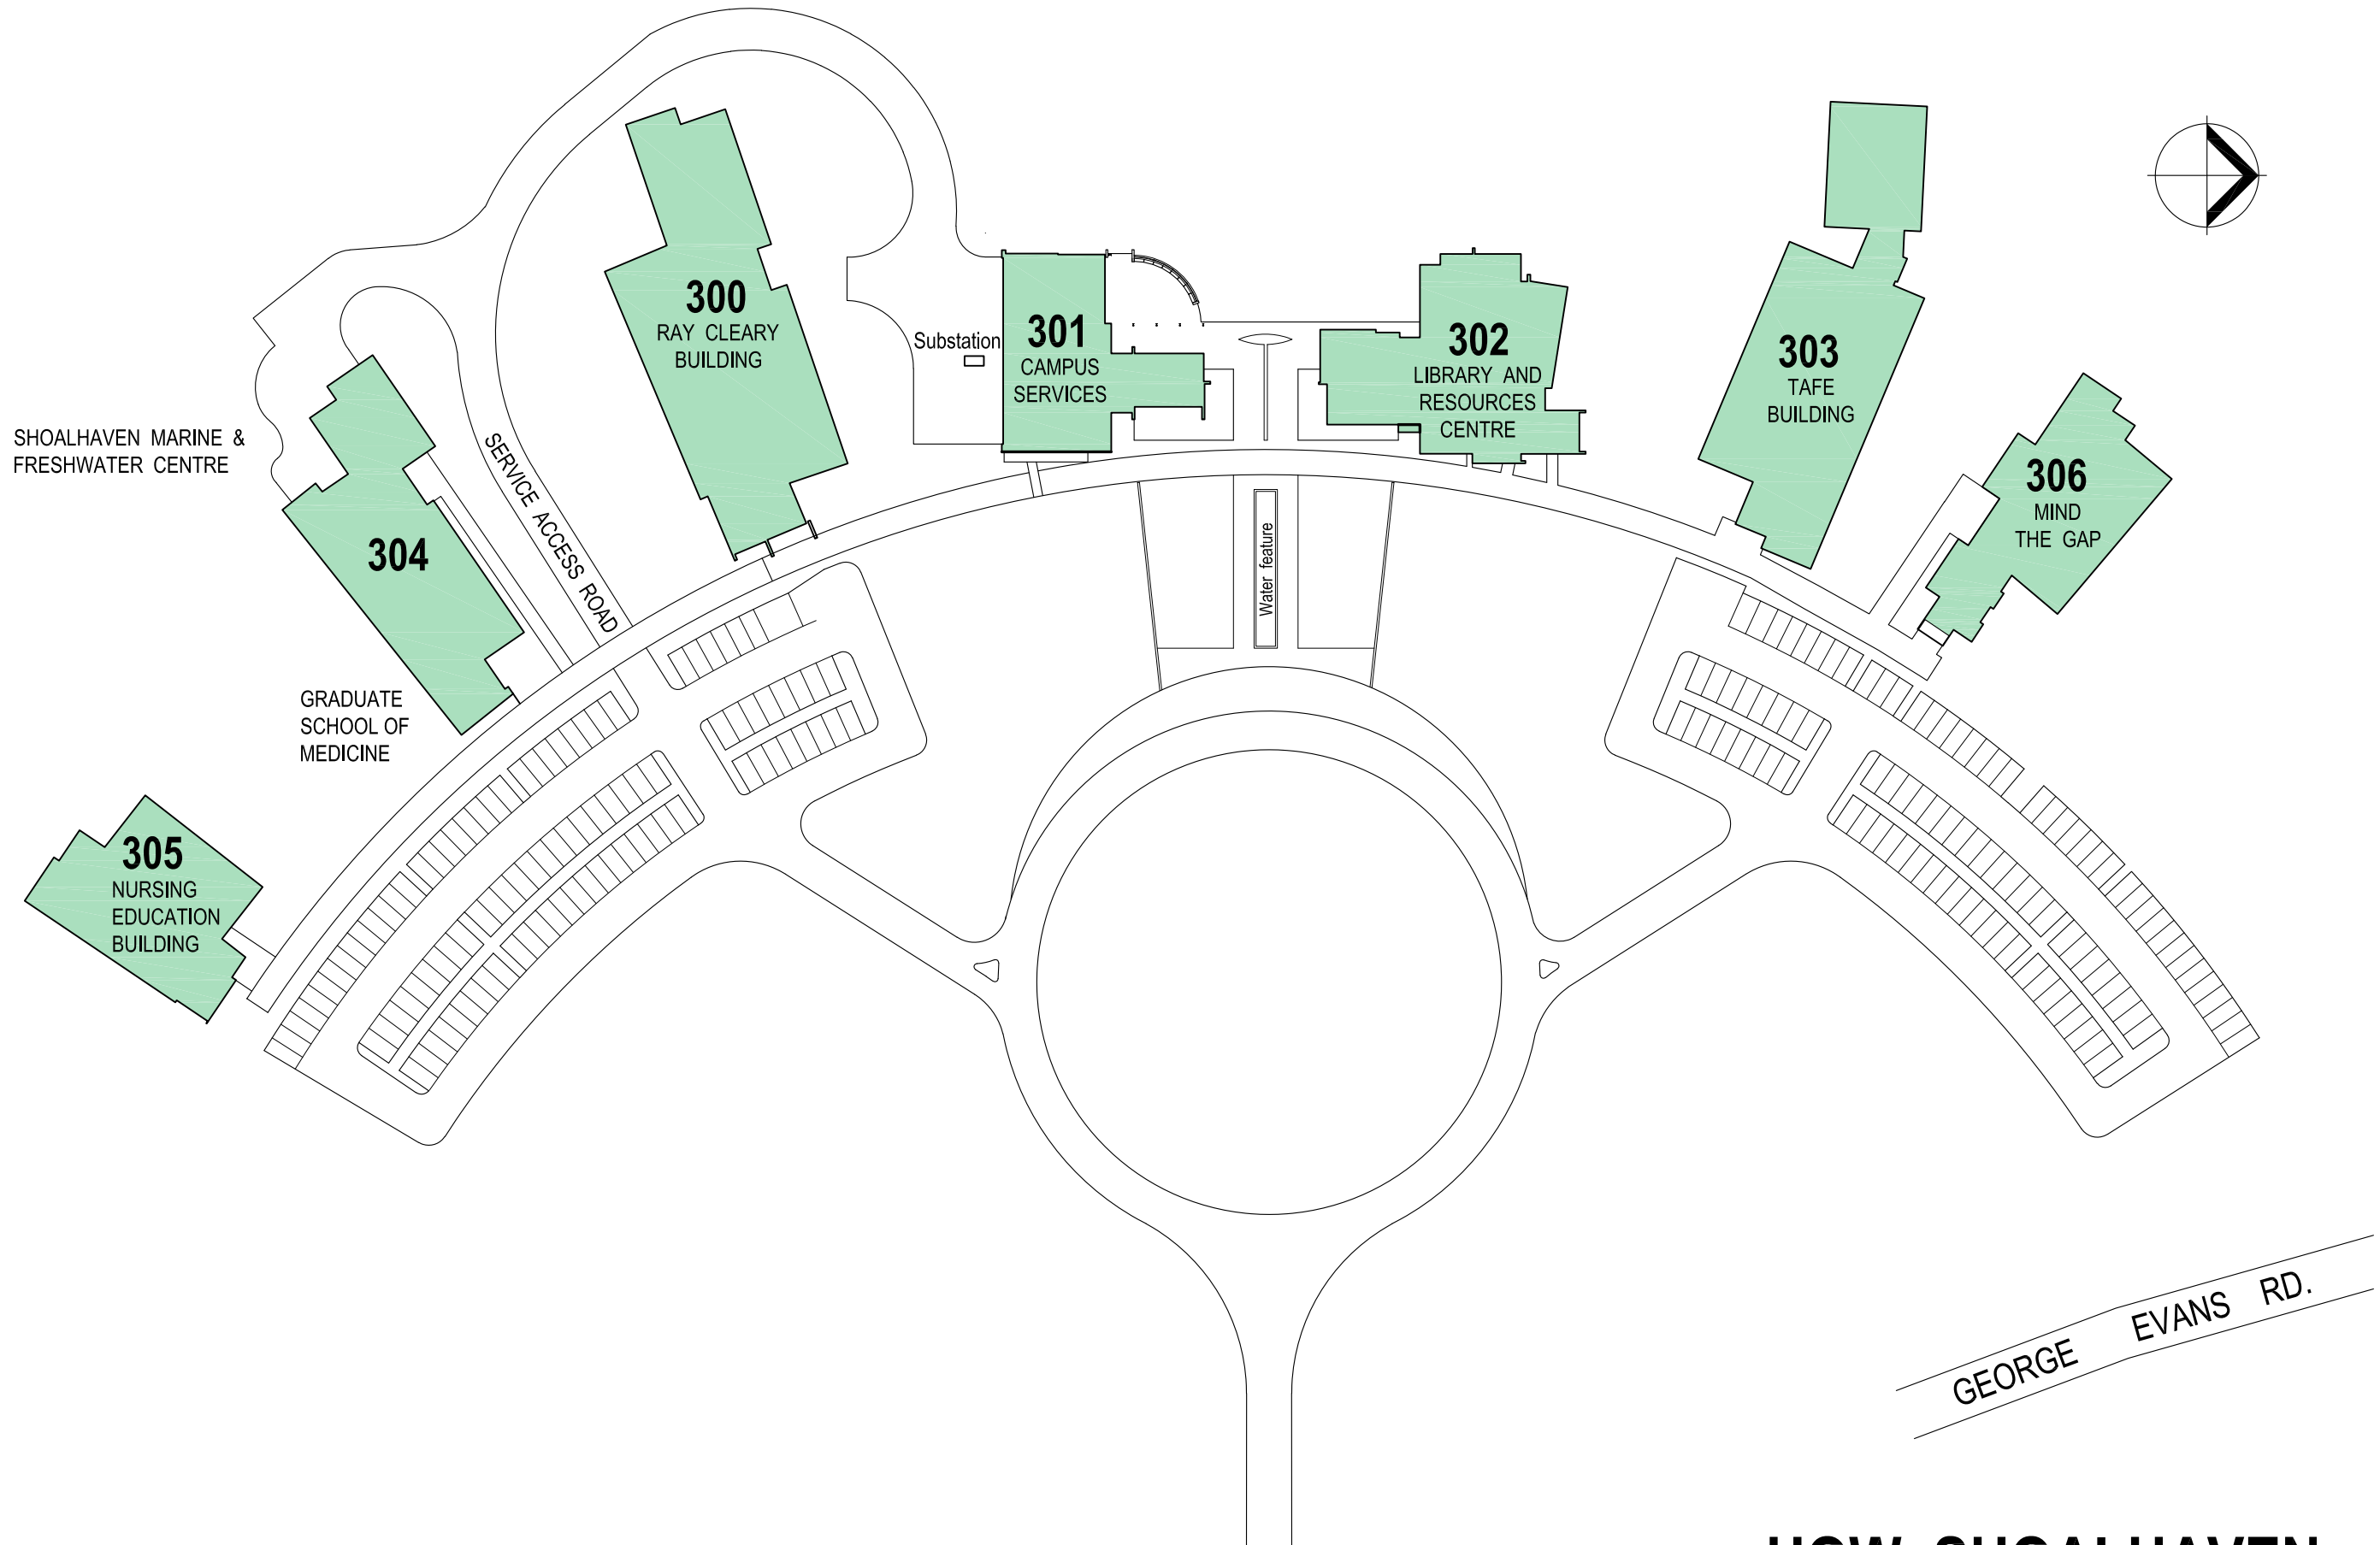 300
RAY CLEARY
BUILDING
Substation
301
CAMPUS
SERVICES
302
LIBRARY AND
RESOURCES
CENTRE
303
TAFE
BUILDING
306
MIND
THE GAP
SHOALHAVEN MARINE &
FRESHWATER CENTRE
SERVICE ACCESS ROAD
304
Water feature
GRADUATE
SCHOOL OF
MEDICINE
305
NURSING
EDUCATION
BUILDING
GEORGE EVANS RD.
UOW SHOALHAVEN